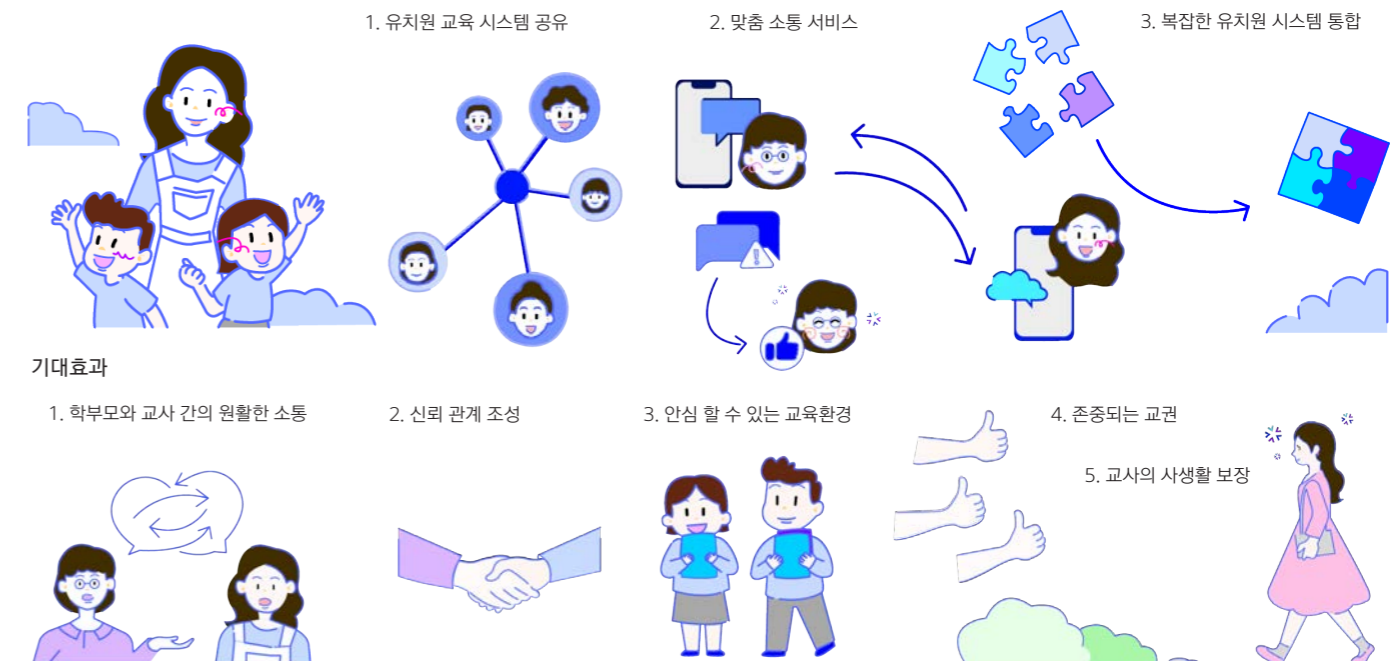 1. 유치원 교육 시스템 공유
2. 맞춤 소통 서비스
3. 복잡한 유치원 시스템 통합
기대효과
1. 학부모와 교사 간의 원활한 소통
2. 신뢰 관계 조성
3. 안심 할 수 있는 교육환경
4. 존중되는 교권
5. 교사의 사생활 보장